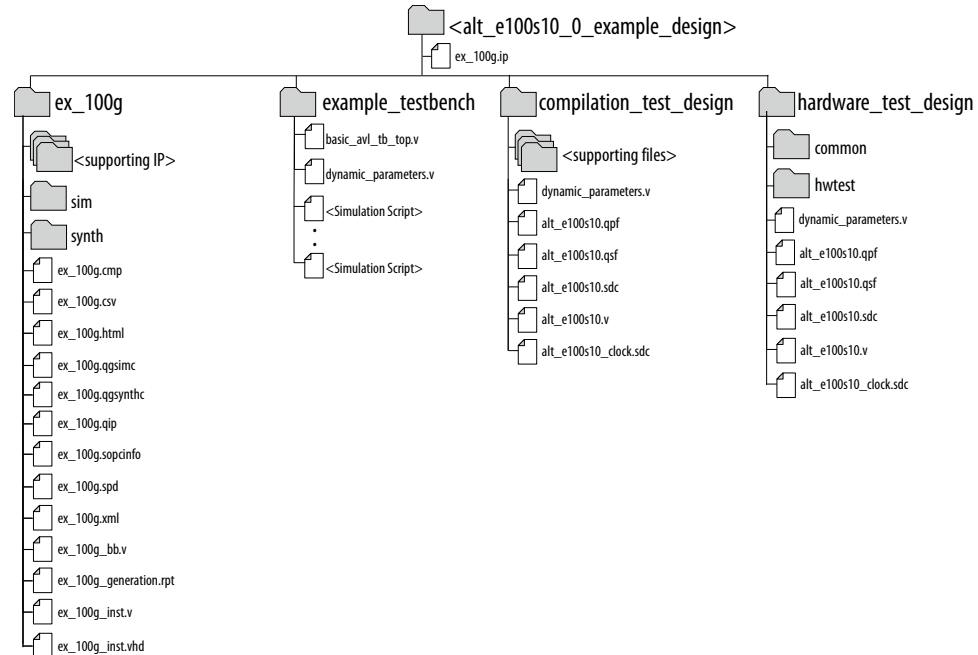 <alt_e100s10_0_example_design>
ex_100g.ip
ex_100g
<supporting IP>
sim
synth
ex_100g.cmp
ex_100g.csv
ex_100g.html
ex_100g.qgsimc
ex_100g.qgsynthc
ex_100g.qip
ex_100g.sopcinfo
ex_100g.spd
ex_100g.xml
ex_100g_bb.v
ex_100g_generation.rpt
ex_100g_inst.v
ex_100g_inst.vhd
example_testbench
basic_avl_tb_top.v
dynamic_parameters.v
<Simulation Script>
<Simulation Script>
compilation_test_design
<supporting files>
dynamic_parameters.v
alt_e100s10.qpf
alt_e100s10.qsf
alt_e100s10.sdc
alt_e100s10.v
alt_e100s10_clock.sdc
hardware_test_design
common
hwtest
dynamic_parameters.v
alt_e100s10.qpf
alt_e100s10.qsf
alt_e100s10.sdc
alt_e100s10.v
alt_e100s10_clock.sdc